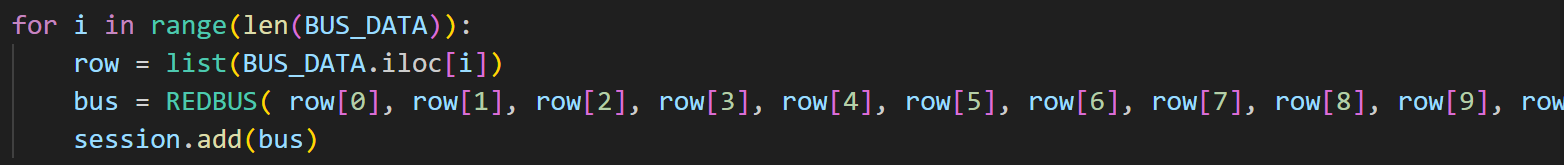 for i in range(len(BUS_DATA)):
    row = list(BUS_DATA.iloc[i])
    bus = REDBUS( row[0], row[1], row[2], row[3], row[4], row[5], row[6], row[7], row[8], row[9], row
    session.add(bus)